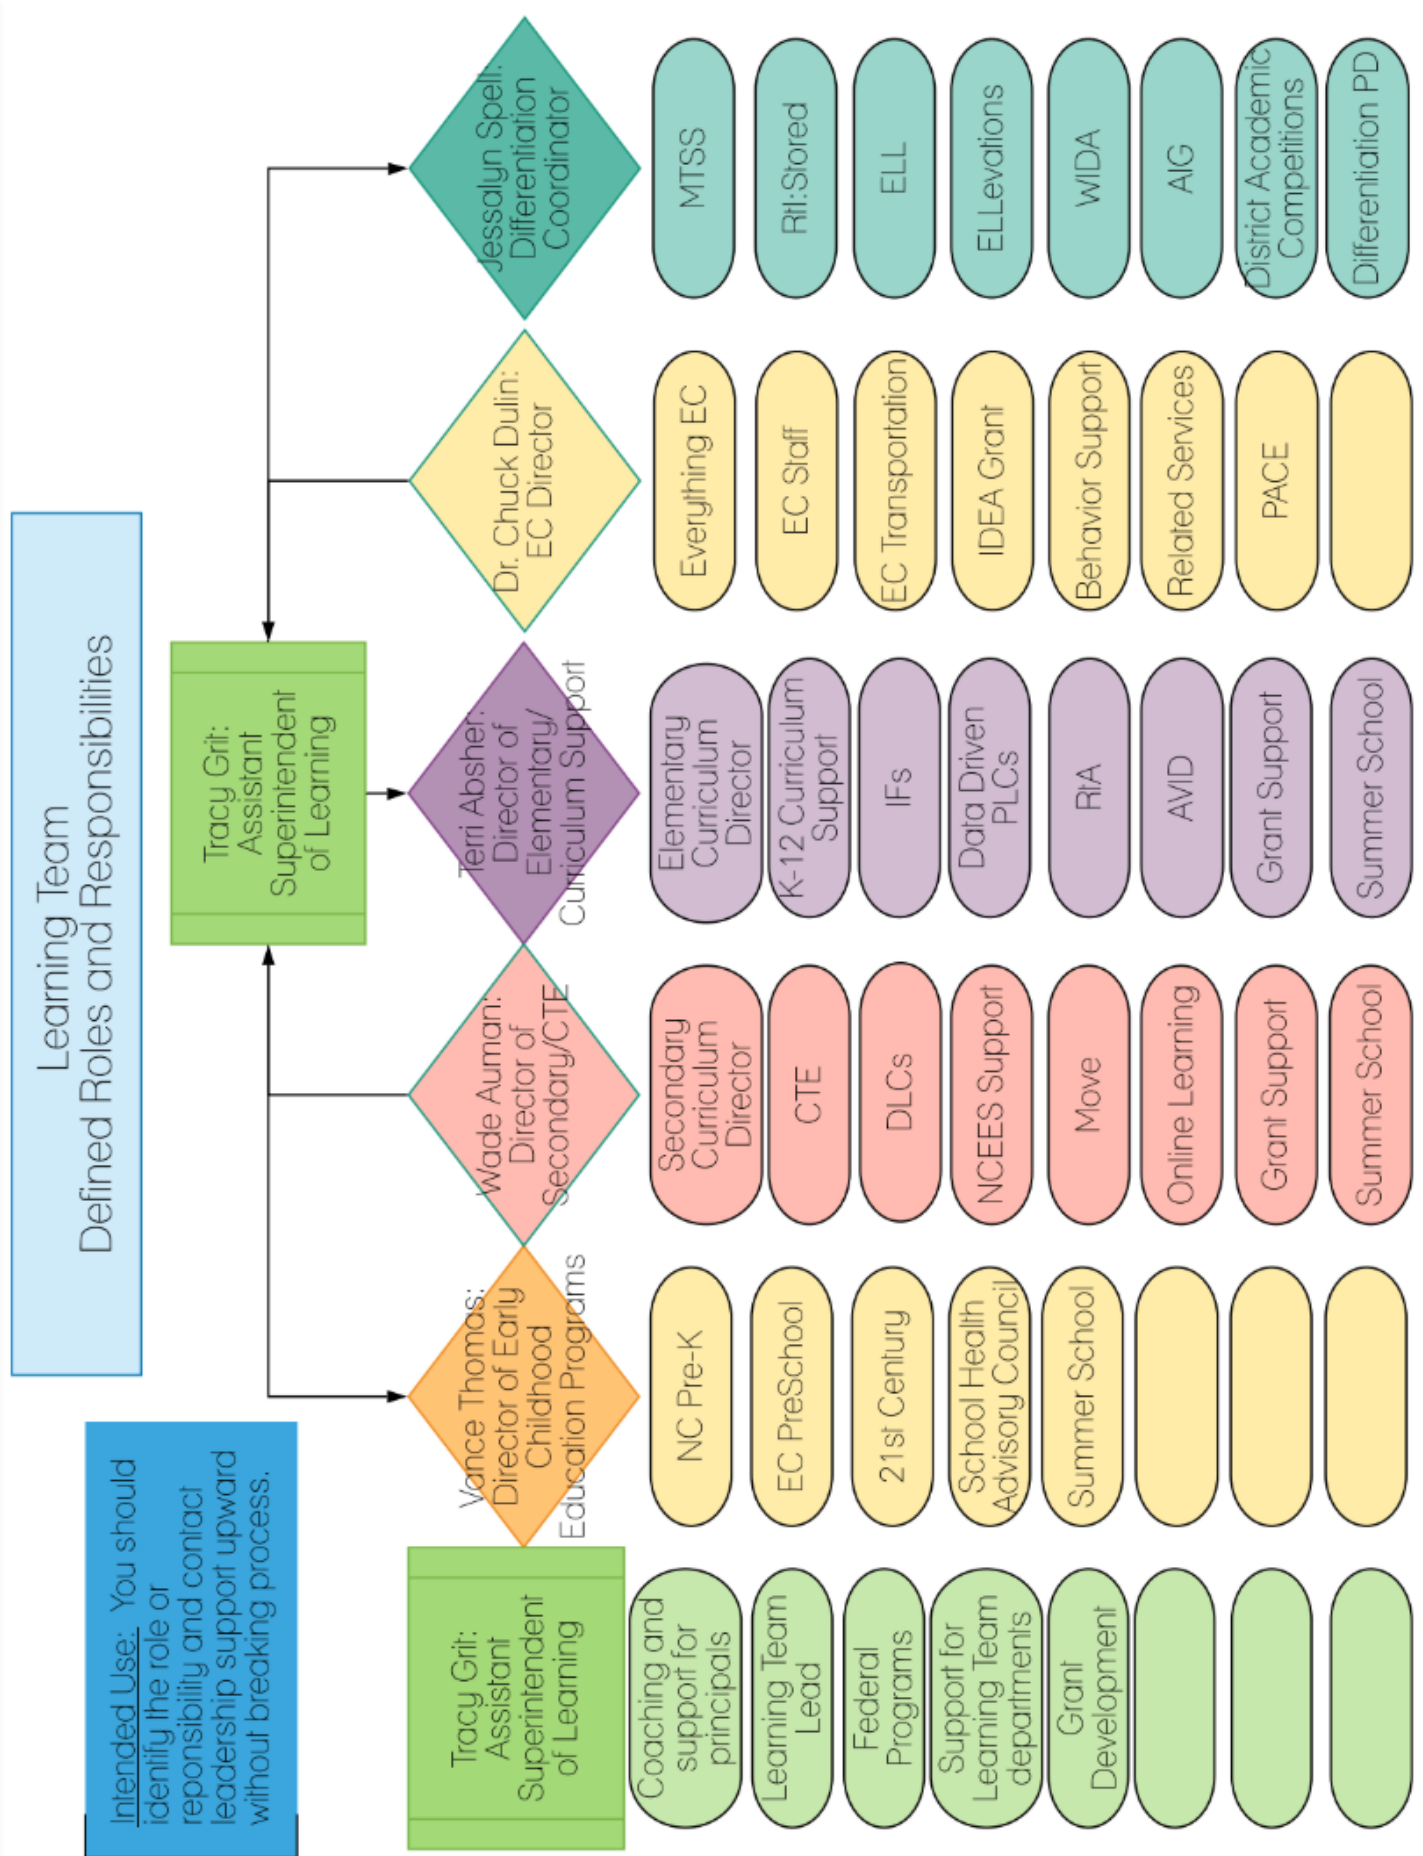 Learning Team
Defined Roles and Responsibilities
Intended Use: You should
identify the role or
reponsibility and contact
leadership support upward
without breaking process.
Tracy Grit:
Assistant
Superintendent
of Learning
Tracy Grit:
Assistant
Superintendent
of Learning
Vance Thomas:
Director of Early
Childhood
Education Programs
Wade Auman:
Director of
Secondary/CTE
Terri Absher:
Director of
Elementary/
Curriculum Support
Dr. Chuck Dulin:
EC Director
Jessalyn Spell:
Differentiation
Coordinator
Coaching and
support for
principals
Learning Team
Lead
Federal
Programs
Support for
Learning Team
departments
Grant
Development
NC Pre-K
EC PreSchool
21st Century
School Health
Advisory Council
Summer School
Secondary
Curriculum
Director
CTE
DLCs
NCEES Support
Move
Online Learning
Grant Support
Summer School
Elementary
Curriculum
Director
K-12 Curriculum
Support
IFs
Data Driven
PLCs
RtA
AVID
Grant Support
Summer School
Everything EC
EC Staff
EC Transportation
IDEA Grant
Behavior Support
Related Services
PACE
MTSS
RtI:Stored
ELL
ELLevations
WIDA
AIG
District Academic
Competitions
Differentiation PD